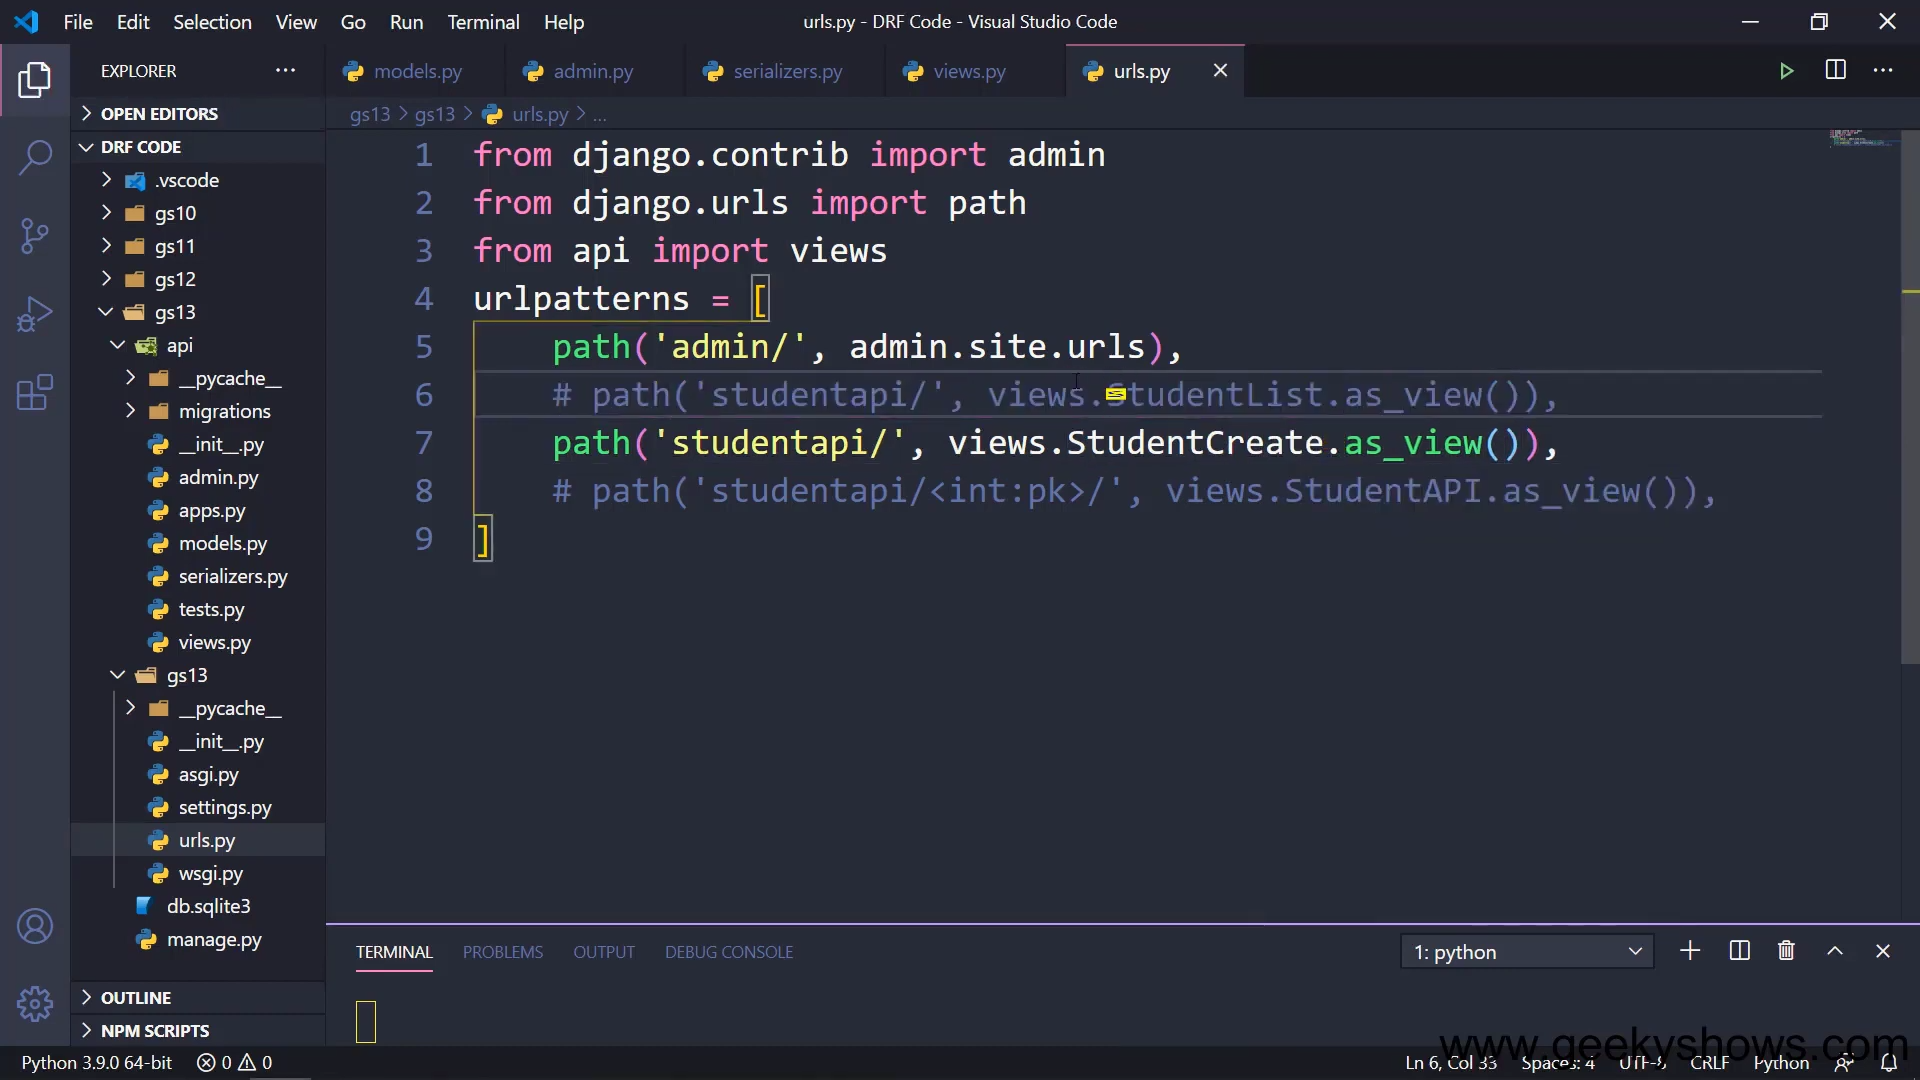 File Edit Selection View Go Run Terminal Help
urls.py - DRF Code - Visual Studio Code
EXPLORER
models.py
admin.py
serializers.py
views.py
urls.py
OPEN EDITORS
DRF CODE
.vscode
gs10
gs11
gs12
gs13
api
__pycache__
migrations
__init__.py
admin.py
apps.py
models.py
serializers.py
tests.py
views.py
gs13
__pycache__
__init__.py
asgi.py
settings.py
urls.py
wsgi.py
db.sqlite3
manage.py
OUTLINE
NPM SCRIPTS
gs13 > gs13 > urls.py > ...
1 from django.contrib import admin
2 from django.urls import path
3 from api import views
4 urlpatterns = [
5 path('admin/', admin.site.urls),
6 # path('studentapi/', views.StudentList.as_view()),
7 path('studentapi/', views.StudentCreate.as_view()),
8 # path('studentapi/<int:pk>/', views.StudentAPI.as_view()),
9 ]
TERMINAL PROBLEMS OUTPUT DEBUG CONSOLE
1: python
www.geekyshows.com
Python 3.9.0 64-bit 0 0
Ln 6, Col 33 Spaces: 4 UTF-8 CRLF Python